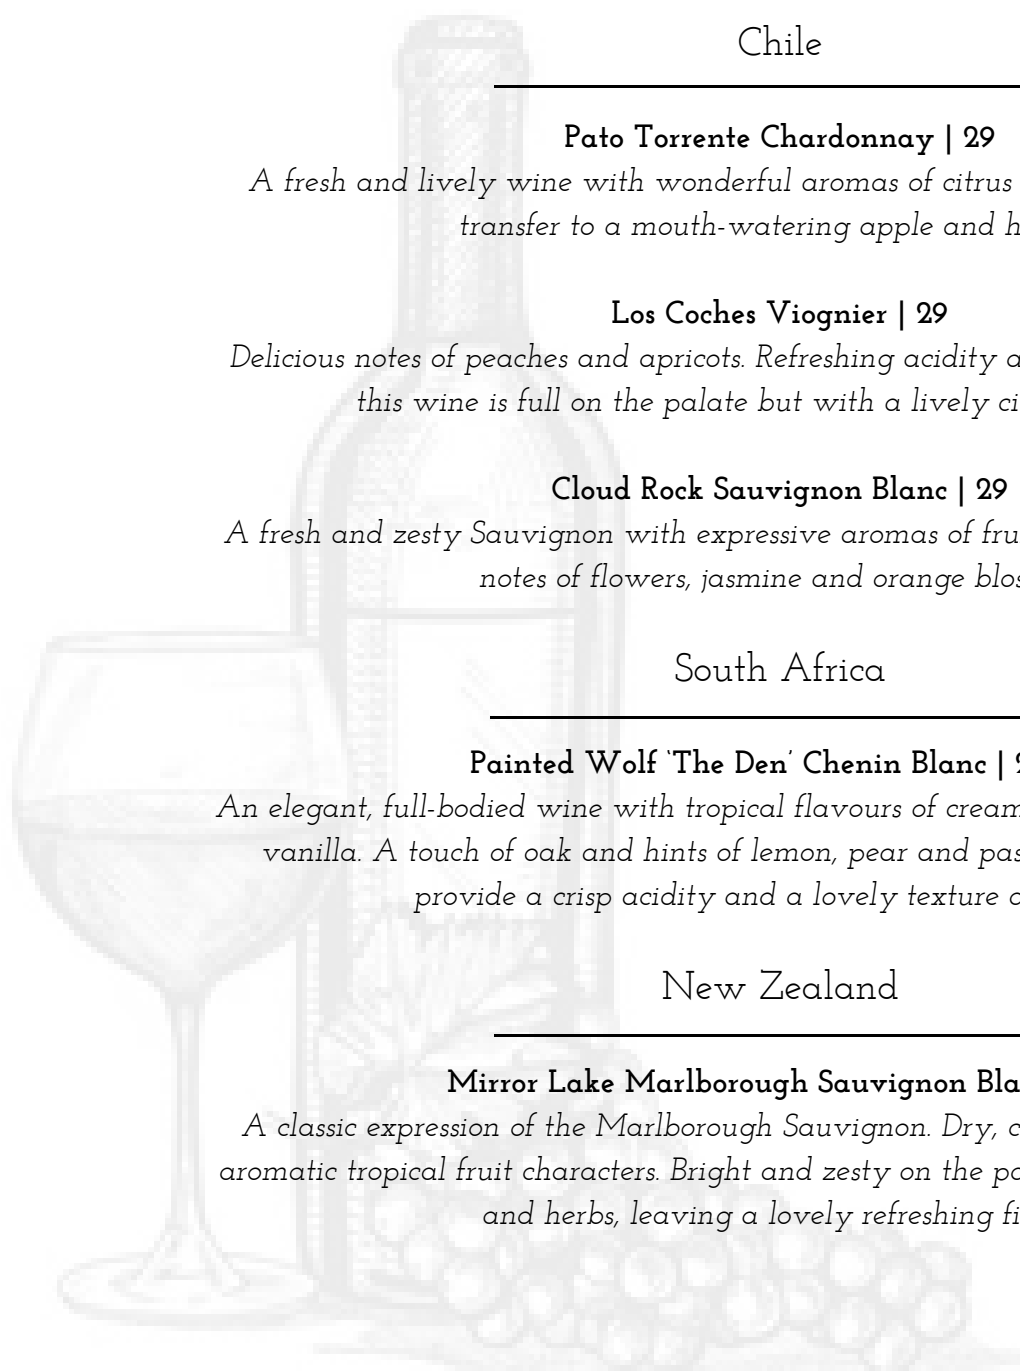 Chile
Pato Torrente Chardonnay | 29
A fresh and lively wine with wonderful aromas of citrus
transfer to a mouth-watering apple and
Los Coches Viognier | 29
Delicious notes of peaches and apricots. Refreshing acidity
this wine is full on the palate but with a lively
Cloud Rock Sauvignon Blanc | 29
A fresh and zesty Sauvignon with expressive aromas of
notes of flowers, jasmine and orange
South Africa
Painted Wolf ‘The Den’ Chenin Blanc |
An elegant, full-bodied wine with tropical flavours of cream
vanilla. A touch of oak and hints of lemon, pear and
provide a crisp acidity and a lovely texture
New Zealand
Mirror Lake Marlborough Sauvignon
A classic expression of the Marlborough Sauvignon. Dry,
aromatic tropical fruit characters. Bright and zesty on the
and herbs, leaving a lovely refreshing